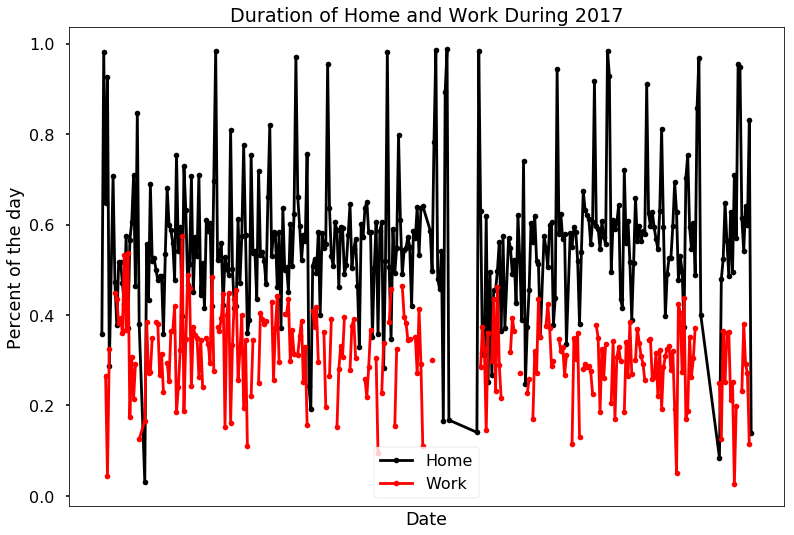 Duration of Home and Work During 2017
1.0
0.8
0.6
0.4
0.2
0.0
Percent of the day
Home
Work
Date